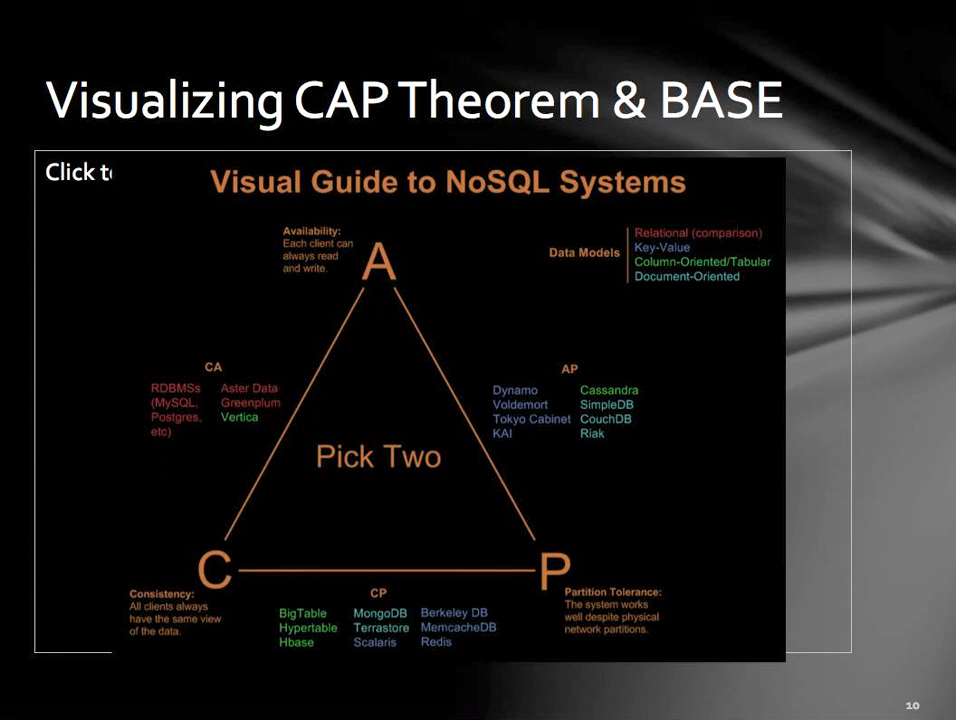 Visualizing CAP Theorem & BASE
Click to
Visual Guide to NoSQL Systems
Availability:
Each client can
always read
and write.
A
Data Models
Relational (comparison)
Key-Value
Column-Oriented/Tabular
Document-Oriented
CA
RDBMSs
(MySQL,
Postgres,
etc)
Aster Data
Greenplum
Vertica
AP
Dynamo
Voldemort
Tokyo Cabinet
KAI
Cassandra
SimpleDB
CouchDB
Riak
Pick Two
C
P
Consistency:
All clients always
have the same view
of the data.
CP
BigTable
Hypertable
Hbase
MongoDB
Terrastore
Scalaris
Berkeley DB
MemcacheDB
Redis
Partition Tolerance:
The system works
well despite physical
network partitions.
10